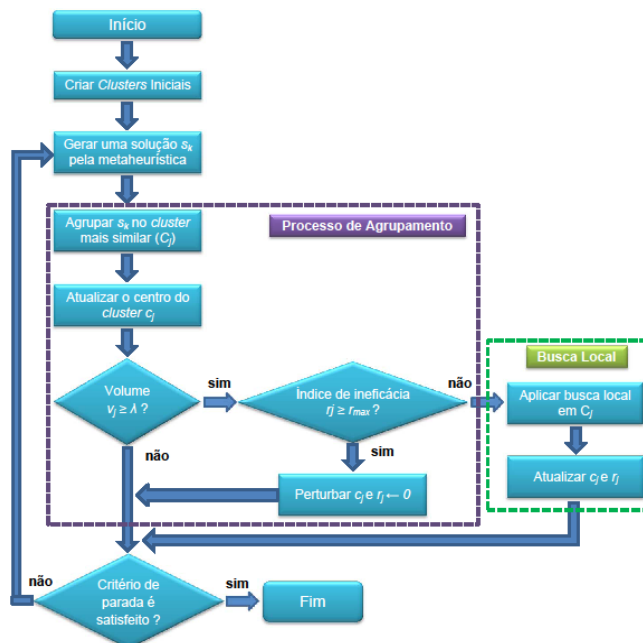 Início
Criar Clusters Iniciais
Gerar uma solução sk
pela metaheurística
Agrupar sk no cluster
mais similar (Cj)
Processo de Agrupamento
Atualizar o centro do
cluster cj
Volume
vj ≥ λ ?
sim
não
Índice de ineficácia
rj ≥ rmax ?
não
sim
Perturbar cj e rj ← 0
Busca Local
Aplicar busca local
em Cj
Atualizar cj e rj
não
Critério de
parada é
satisfeito ?
sim
Fim